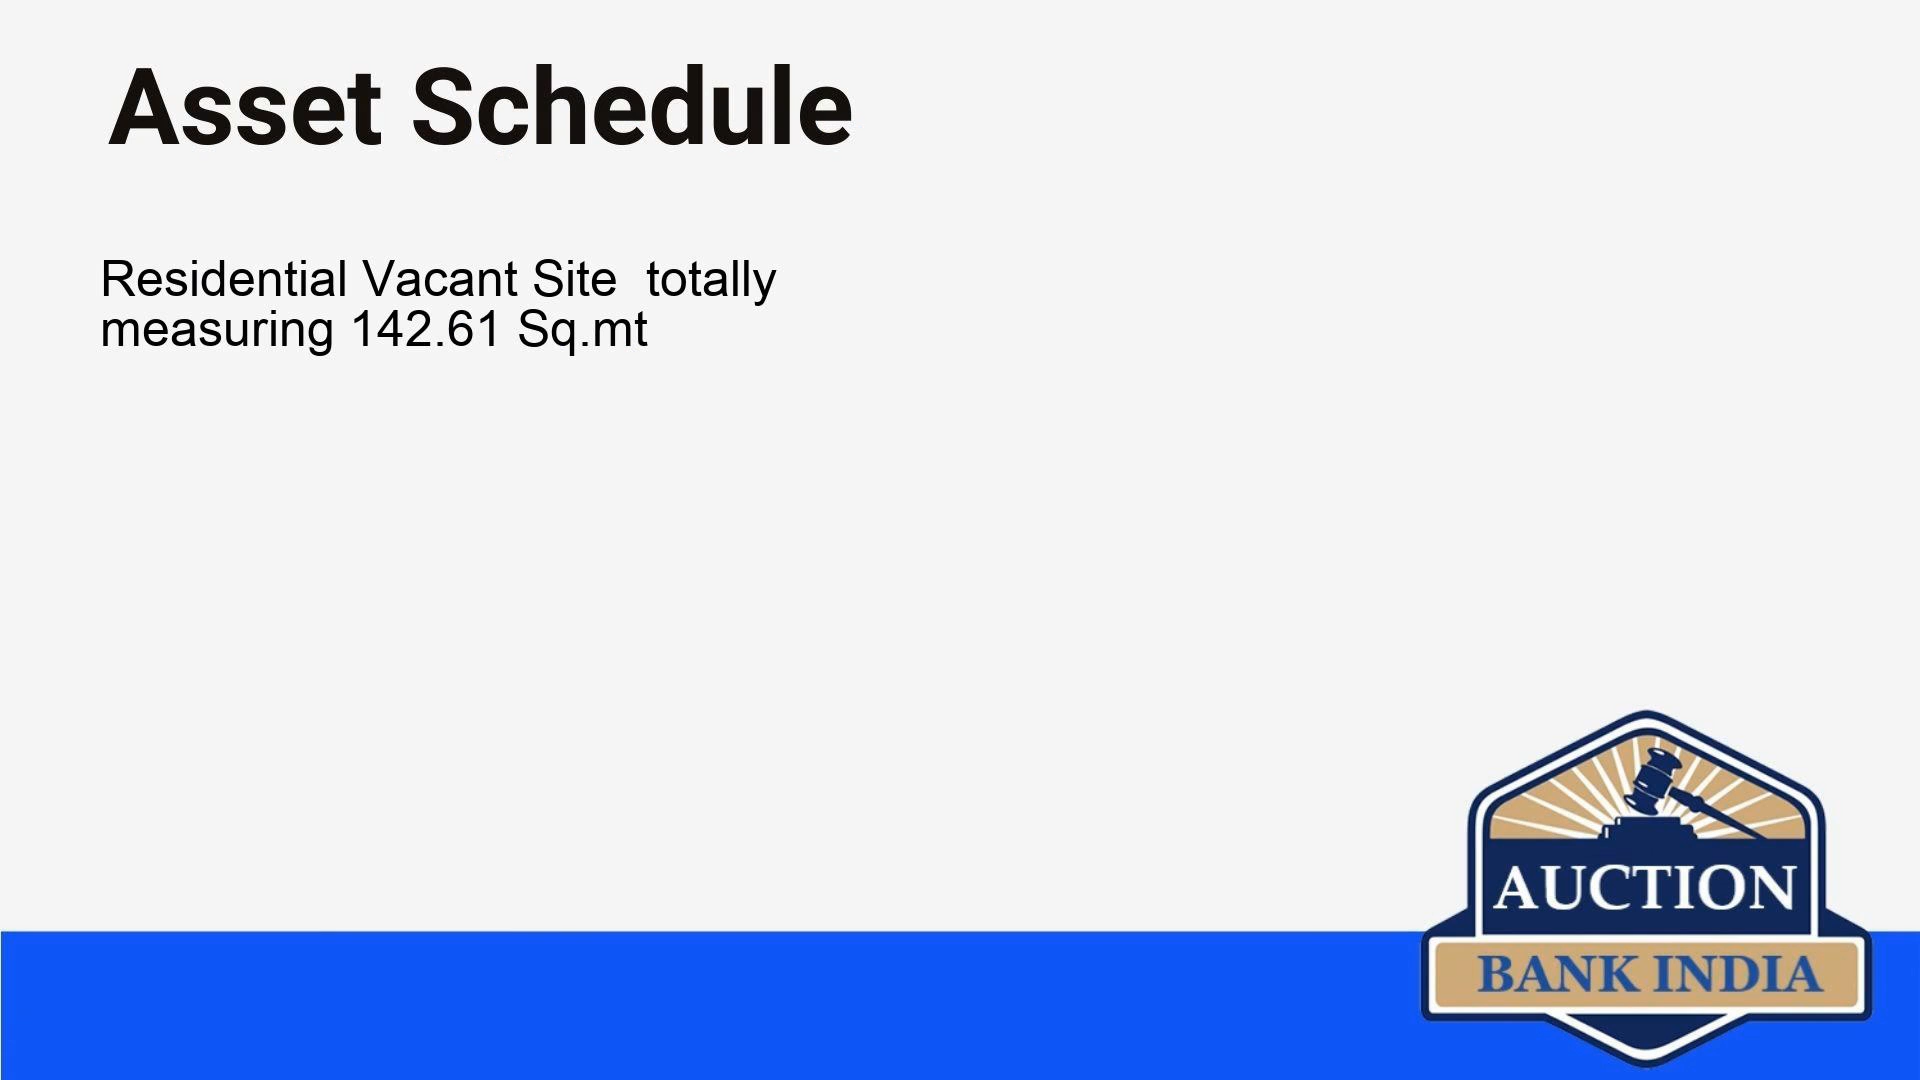 Asset Schedule
Residential Vacant Site  totally
measuring 142.61 Sq.mt
AUCTION
BANK INDIA